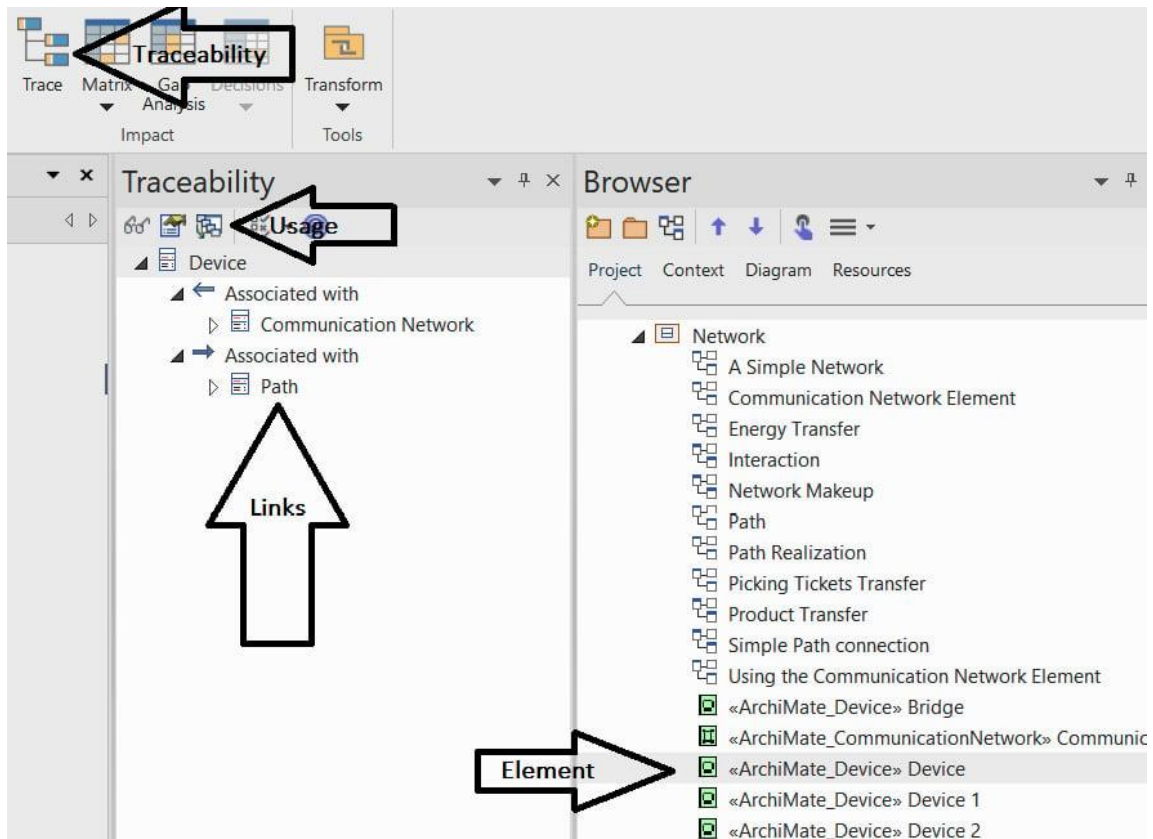 Traceability
Trace Matrix Gap Decisions Transform
Analysis
Impact Tools
Traceability
Browser
Usage
Device
Project Context Diagram Resources
Associated with
Communication Network
Associated with
Path
Network
A Simple Network
Communication Network Element
Energy Transfer
Interaction
Network Makeup
Path
Path Realization
Picking Tickets Transfer
Product Transfer
Simple Path connection
Using the Communication Network Element
«ArchiMate_Device» Bridge
«ArchiMate_CommunicationNetwork» Communic
«ArchiMate_Device» Device
«ArchiMate_Device» Device 1
«ArchiMate_Device» Device 2
Links
Element